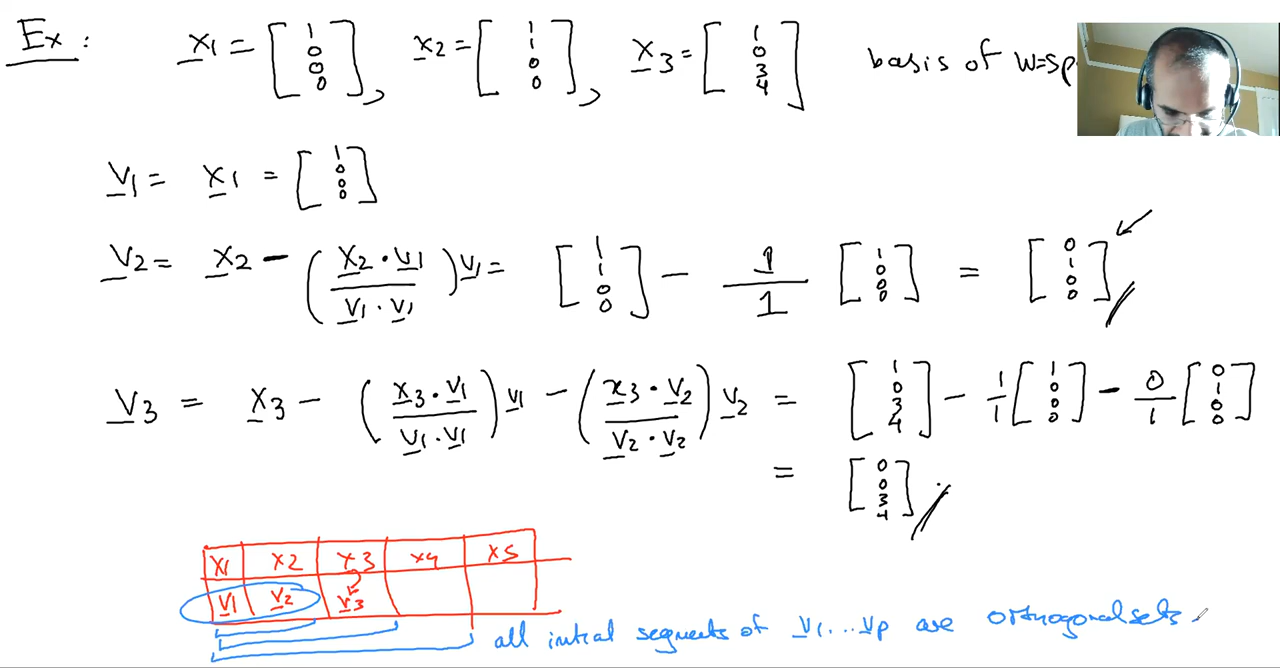 Ex: x1 = [1 0 0 0], x2 = [1 1 0 0], x3 = [1 0 3 4] basis of W=sp
v1 = x1 = [1 0 0 0]
v2 = x2 - (x2 · v1 / v1 · v1) v1 = [1 1 0 0] - 1/1 [1 0 0 0] = [0 1 0 0]
v3 = x3 - (x3 · v1 / v1 · v1) v1 - (x3 · v2 / v2 · v2) v2 = [1 0 3 4] - 1/1 [1 0 0 0] - 0/1 [0 1 0 0]
= [0 0 3 4]
x1 x2 x3 x4 x5
v1 v2 v3
all initial segments of v1...vp are orthogonal sets.